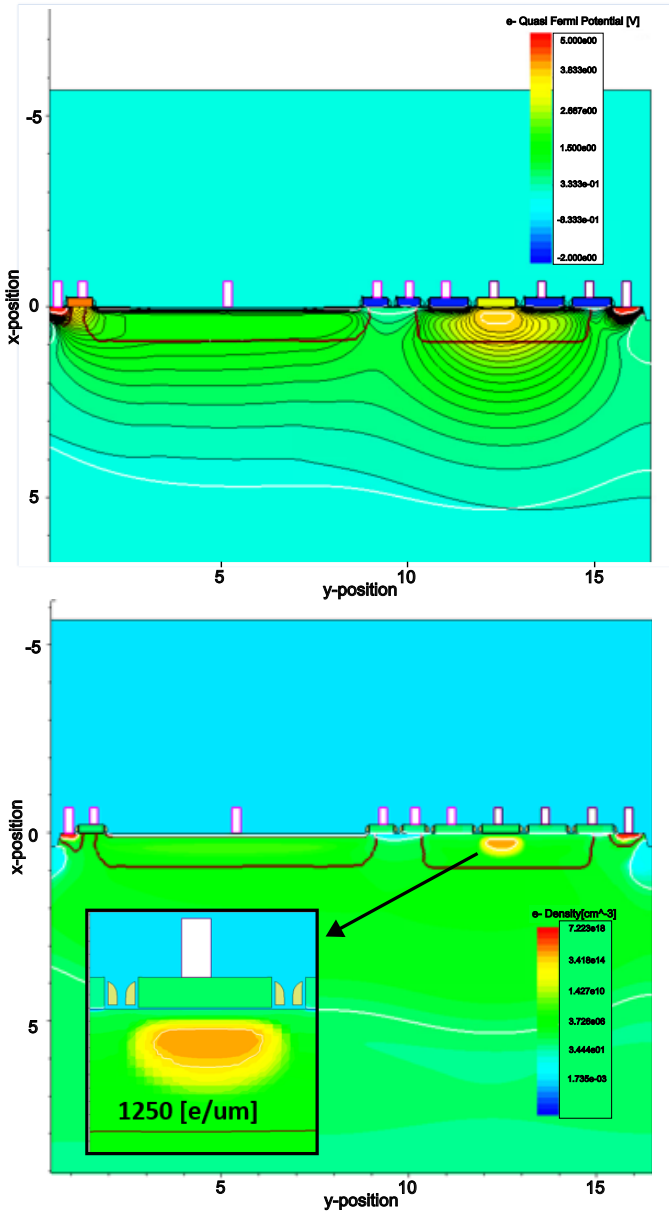 e- Quasi Fermi Potential [V]
5.000e00
3.833e00
2.667e00
1.500e00
3.333e-01
-8.333e-01
-2.000e00
-5
0
5
x-position
5
10
15
y-position
-5
0
5
x-position
e- Density[cm^-3]
7.223e18
3.418e14
1.427e10
3.726e06
3.444e01
1.735e-03
1250 [e/um]
5
10
15
y-position